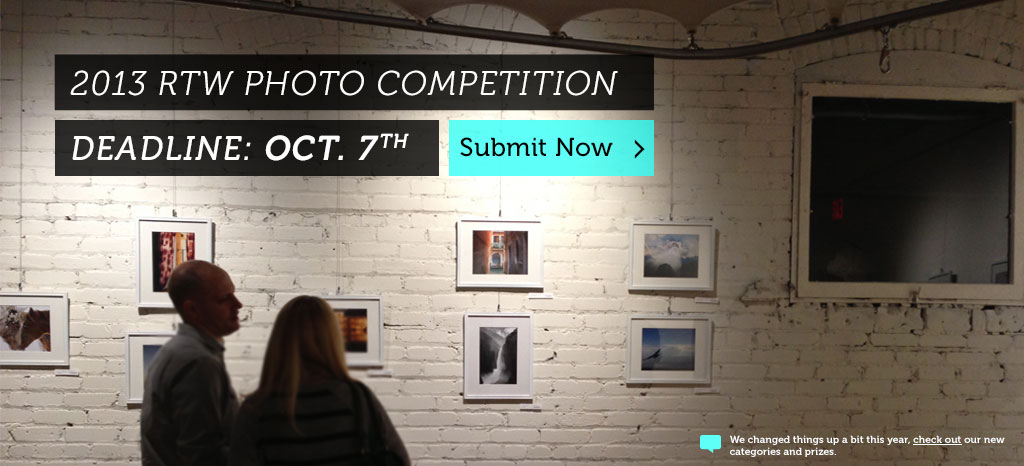 2013 RTW PHOTO COMPETITION
DEADLINE: OCT. 7TH
Submit Now
We changed things up a bit this year, check out our new
categories and prizes.